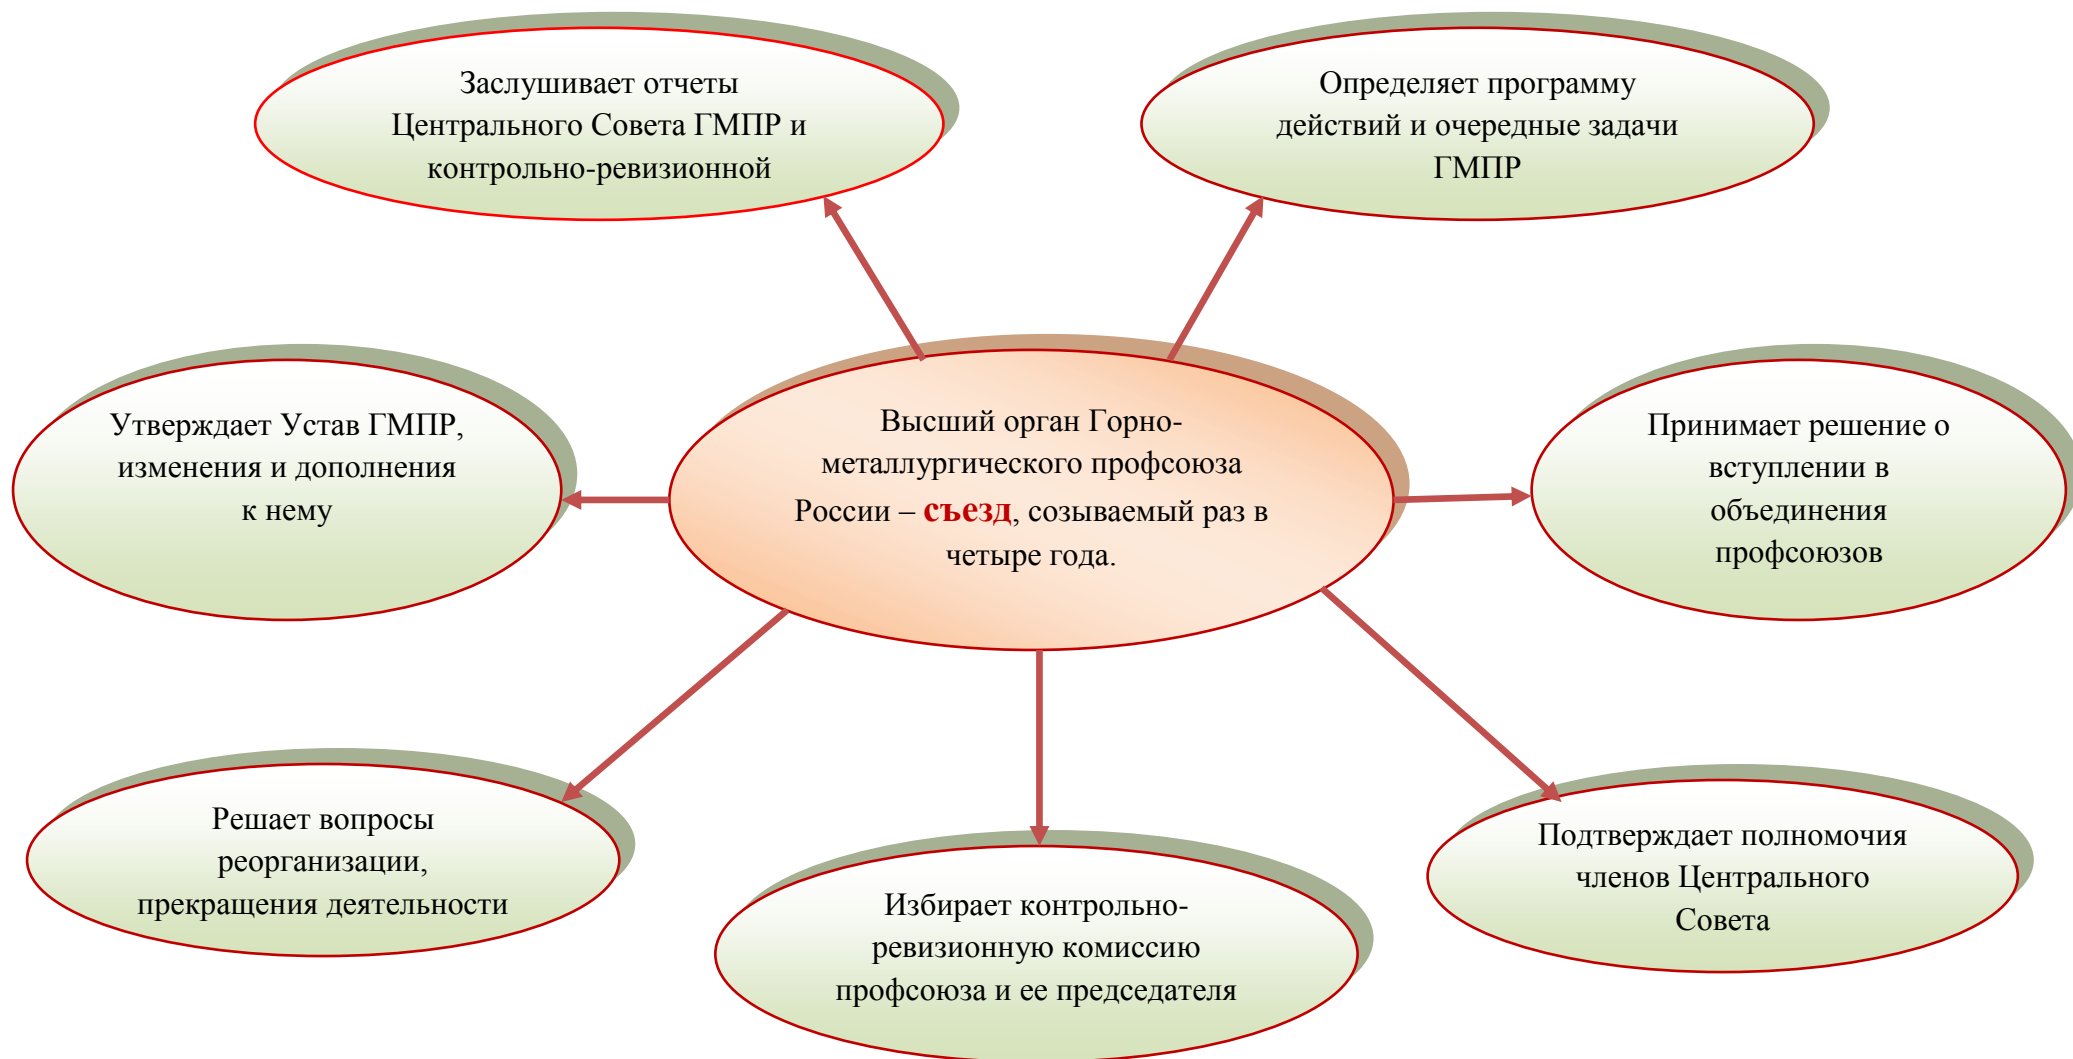 Заслушивает отчеты
Центрального Совета ГМПР и
контрольно-ревизионной
Определяет программу
действий и очередные задачи
ГМПР
Утверждает Устав ГМПР,
изменения и дополнения
к нему
Высший орган Горно-
металлургического профсоюза
России – съезд, созываемый раз в
четыре года.
Принимает решение о
вступлении в
объединения
профсоюзов
Решает вопросы
реорганизации,
прекращения деятельности
Избирает контрольно-
ревизионную комиссию
профсоюза и ее председателя
Подтверждает полномочия
членов Центрального
Совета